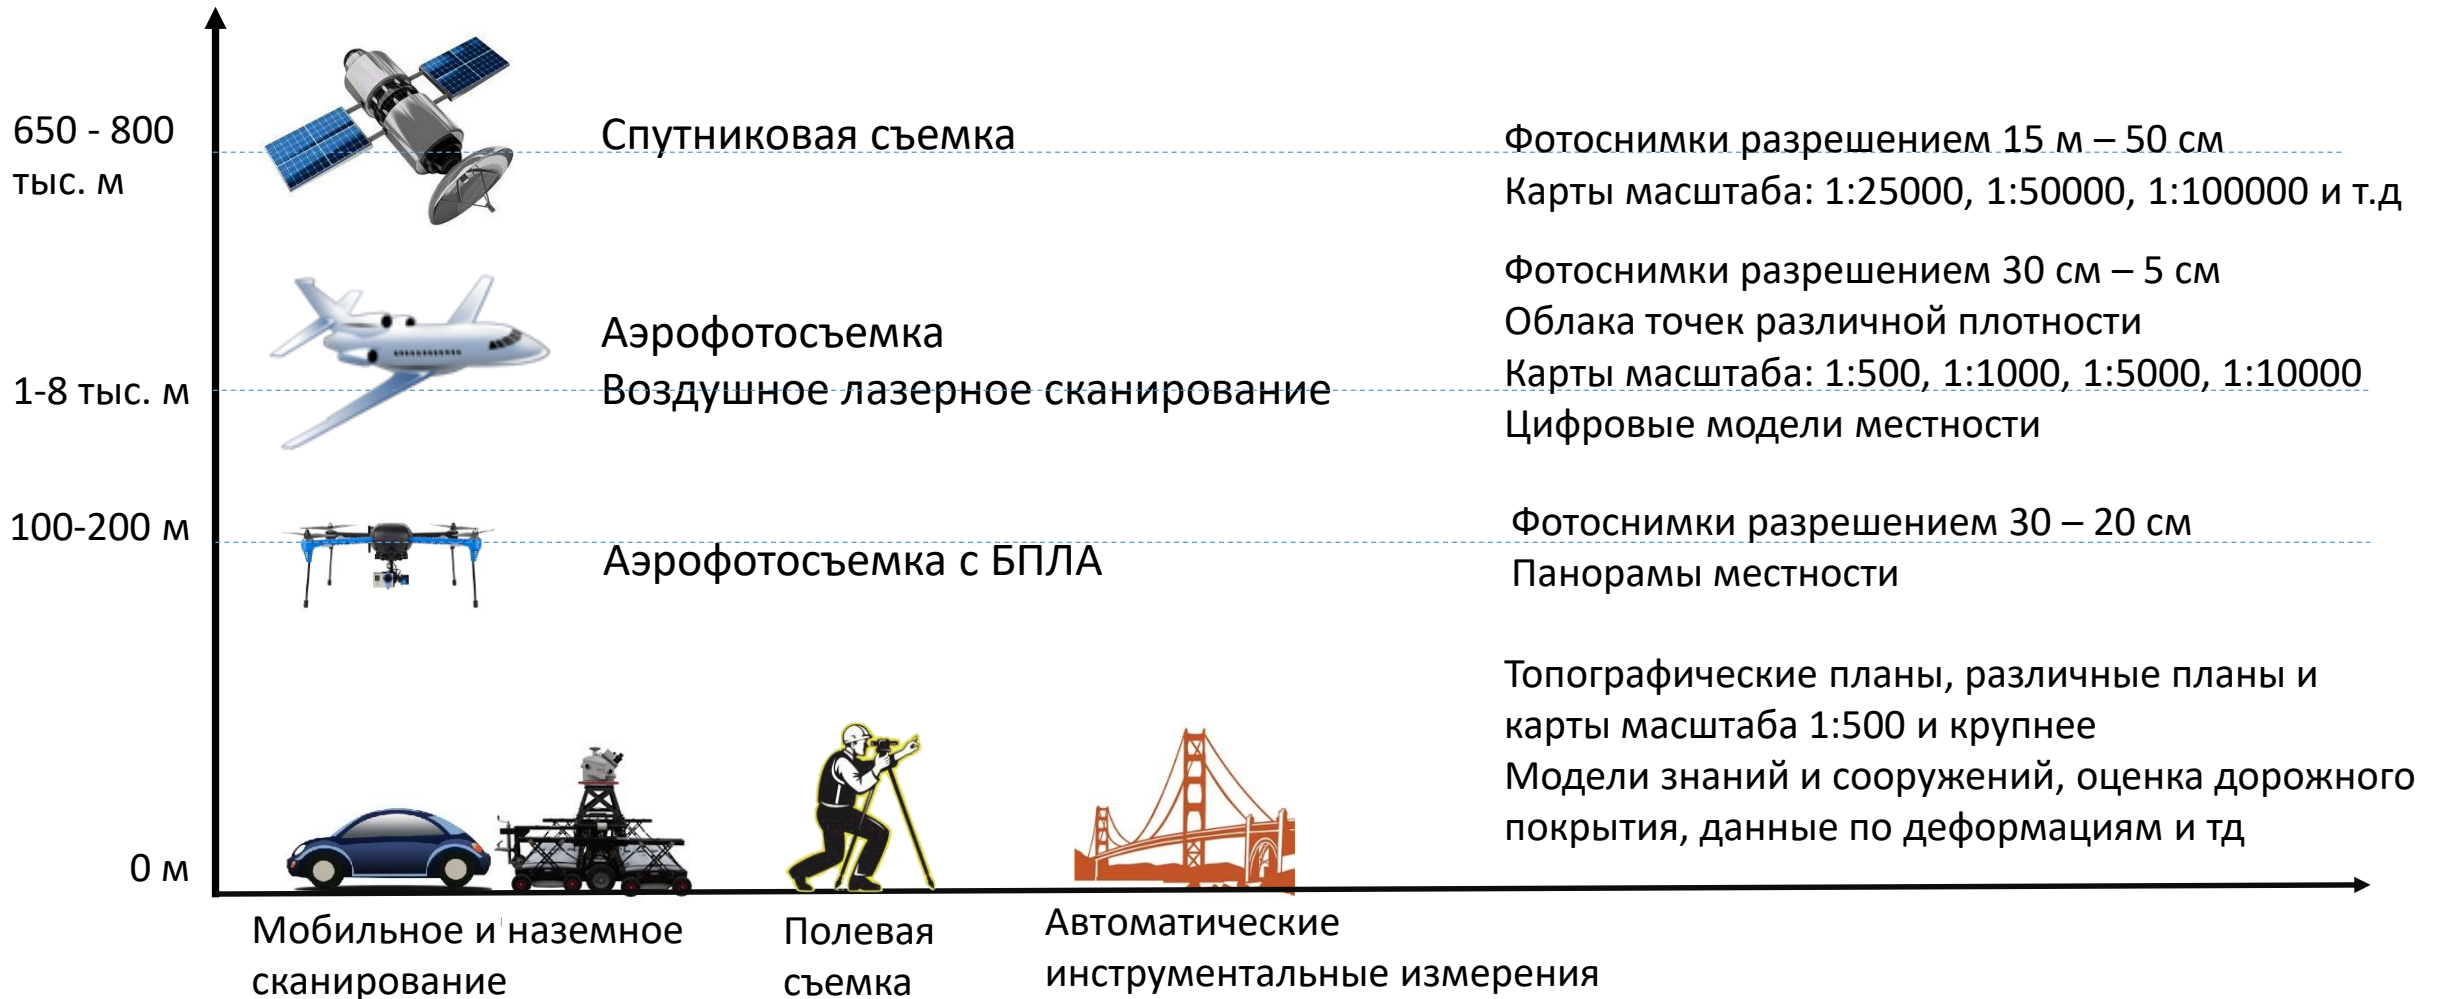 650 - 800
тыс. м
Спутниковая съемка
Фотоснимки разрешением 15 м – 50 см
Карты масштаба: 1:25000, 1:50000, 1:100000 и т.д
1-8 тыс. м
Аэрофотосъемка
Воздушное лазерное сканирование
Фотоснимки разрешением 30 см – 5 см
Облака точек различной плотности
Карты масштаба: 1:500, 1:1000, 1:5000, 1:10000
Цифровые модели местности
100-200 м
Аэрофотосъемка с БПЛА
Фотоснимки разрешением 30 – 20 см
Панорамы местности
Топографические планы, различные планы и
карты масштаба 1:500 и крупнее
Модели знаний и сооружений, оценка дорожного
покрытия, данные по деформациям и тд
0 м
Мобильное и наземное
сканирование
Полевая
съемка
Автоматические
инструментальные измерения